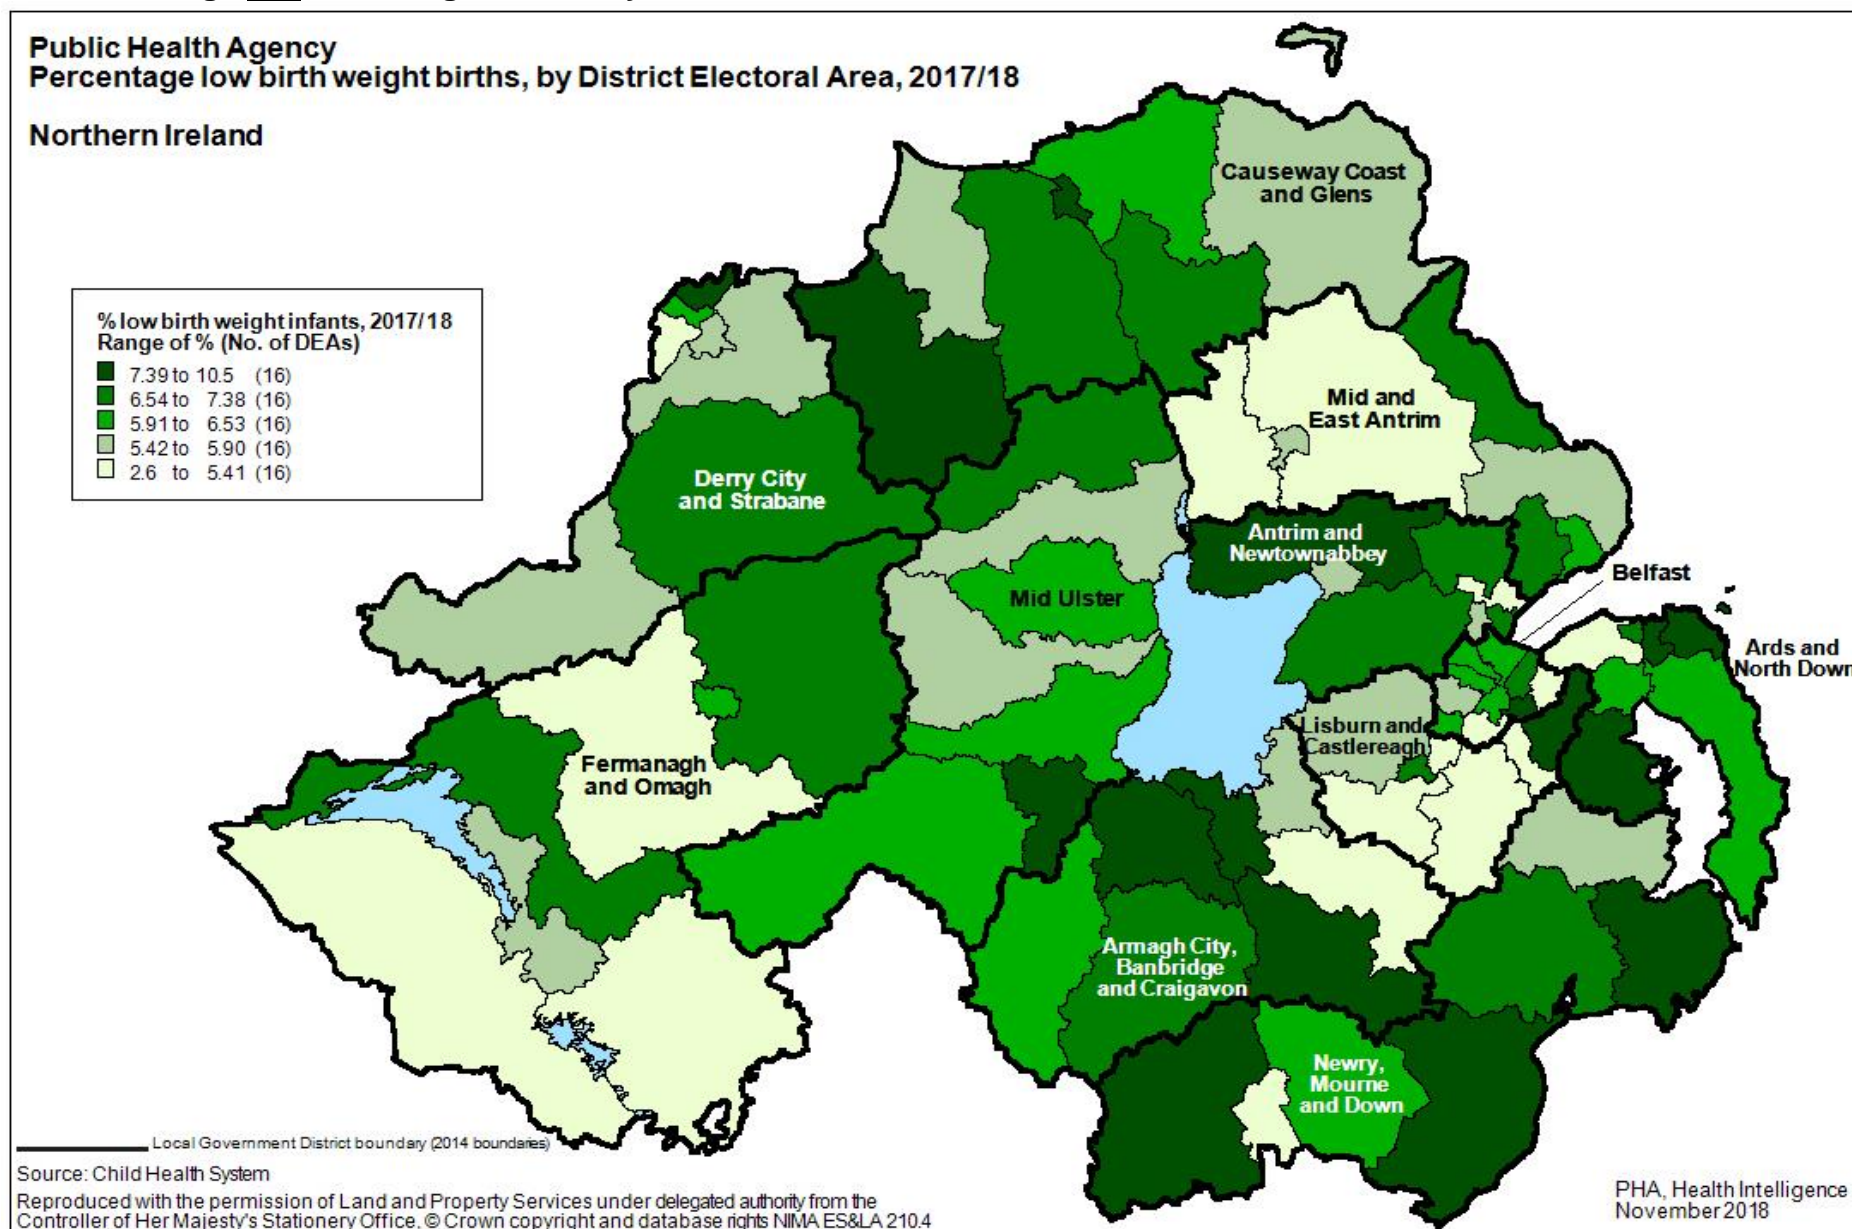 Public Health Agency
Percentage low birth weight births, by District Electoral Area, 2017/18
Northern Ireland
% low birth weight infants, 2017/18
Range of % (No. of DEAs)
7.39 to 10.5 (16)
6.54 to 7.38 (16)
5.91 to 6.53 (16)
5.42 to 5.90 (16)
2.6 to 5.41 (16)
Causeway Coast
and Glens
Mid and
East Antrim
Derry City
and Strabane
Antrim and
Newtownabbey
Belfast
Mid Ulster
Ards and
North Down
Lisburn and
Castlereagh
Fermanagh
and Omagh
Armagh City,
Banbridge
and Craigavon
Newry,
Mourne
and Down
Local Government District boundary (2014 boundaries)
Source: Child Health System
Reproduced with the permission of Land and Property Services under delegated authority from the
Controller of Her Majesty's Stationery Office, © Crown copyright and database rights NIMA ES&LA 210.4
PHA, Health Intelligence
November 2018